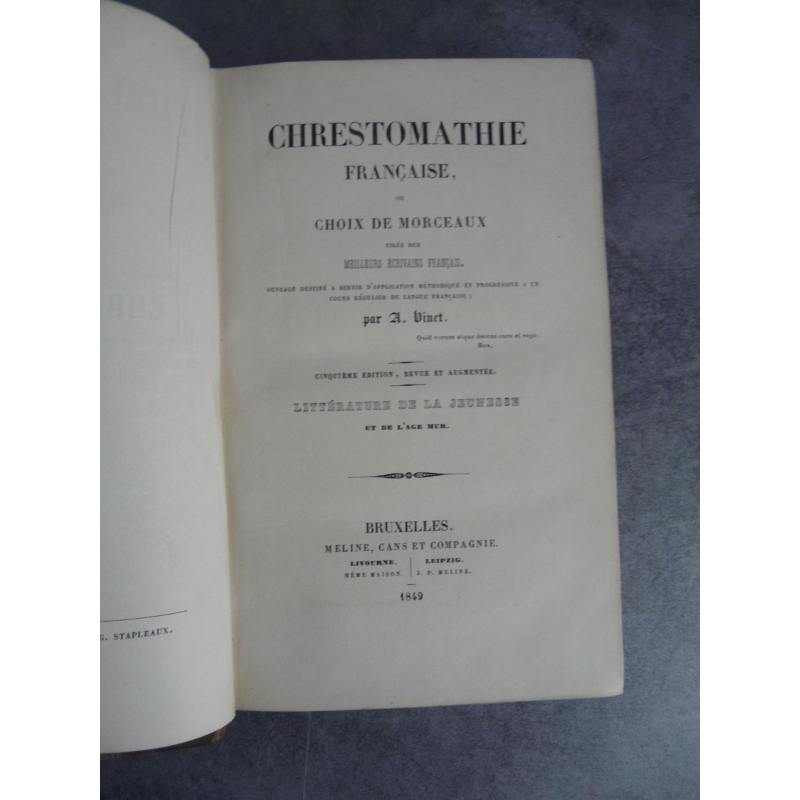 G. STAPLEAUX.
CHRESTOMATHIE
FRANÇAISE,
OU
CHOIX DE MORCEAUX
TIRÉS DES
MEILLEURS ÉCRIVAINS FRANÇAIS.
OUVRAGE DESTINÉ A SERVIR D'APPLICATION MÉTHODIQUE ET PROGRESSIVE A UN
COURS RÉGULIER DE LANGUE FRANÇAISE;
par A. Vinet.
Quid verum atque decens curo et rogo.
HOR.
CINQUIÈME ÉDITION, REVUE ET AUGMENTÉE.
LITTÉRATURE DE LA JEUNESSE
ET DE L'AGE MUR.
BRUXELLES.
MELINE, CANS ET COMPAGNIE.
LIVOURNE. LEIPZIG.
MÊME MAISON. J. P. MELINE.
1849